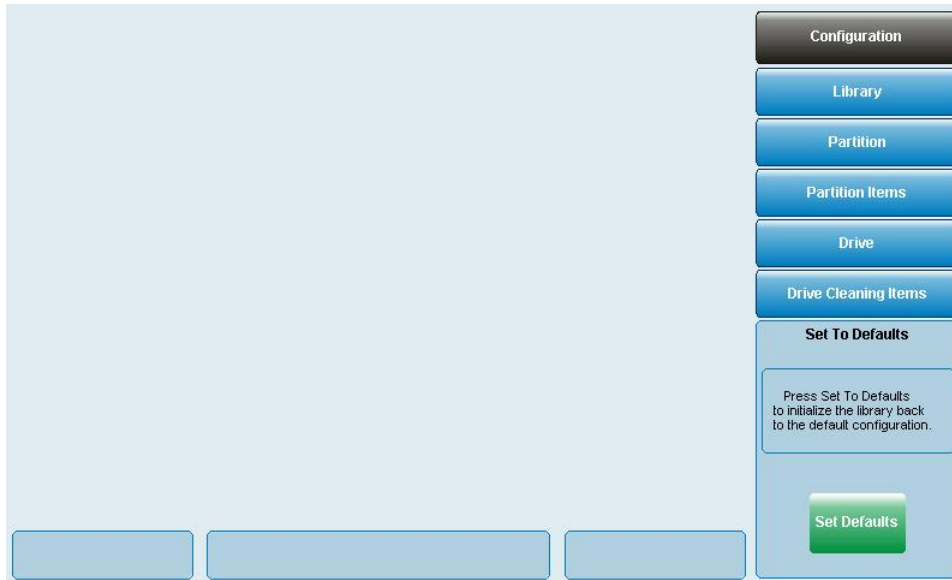 Configuration
Library
Partition
Partition Items
Drive
Drive Cleaning Items
Set To Defaults
Press Set To Defaults
to initialize the library back
to the default configuration.
Set Defaults